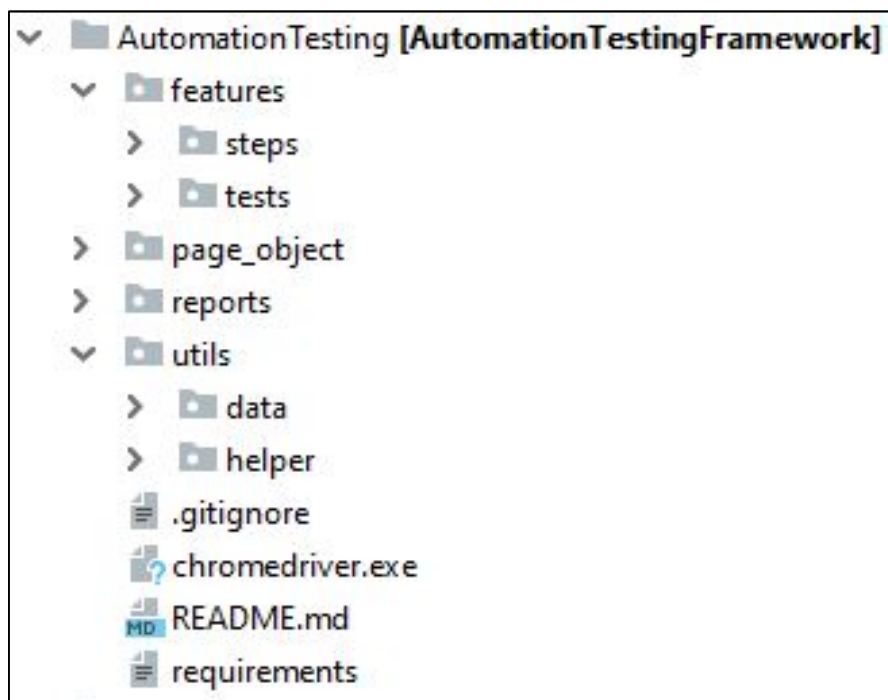 AutomationTesting [AutomationTestingFramework]
features
steps
tests
page_object
reports
utils
data
helper
.gitignore
chromedriver.exe
MD README.md
requirements